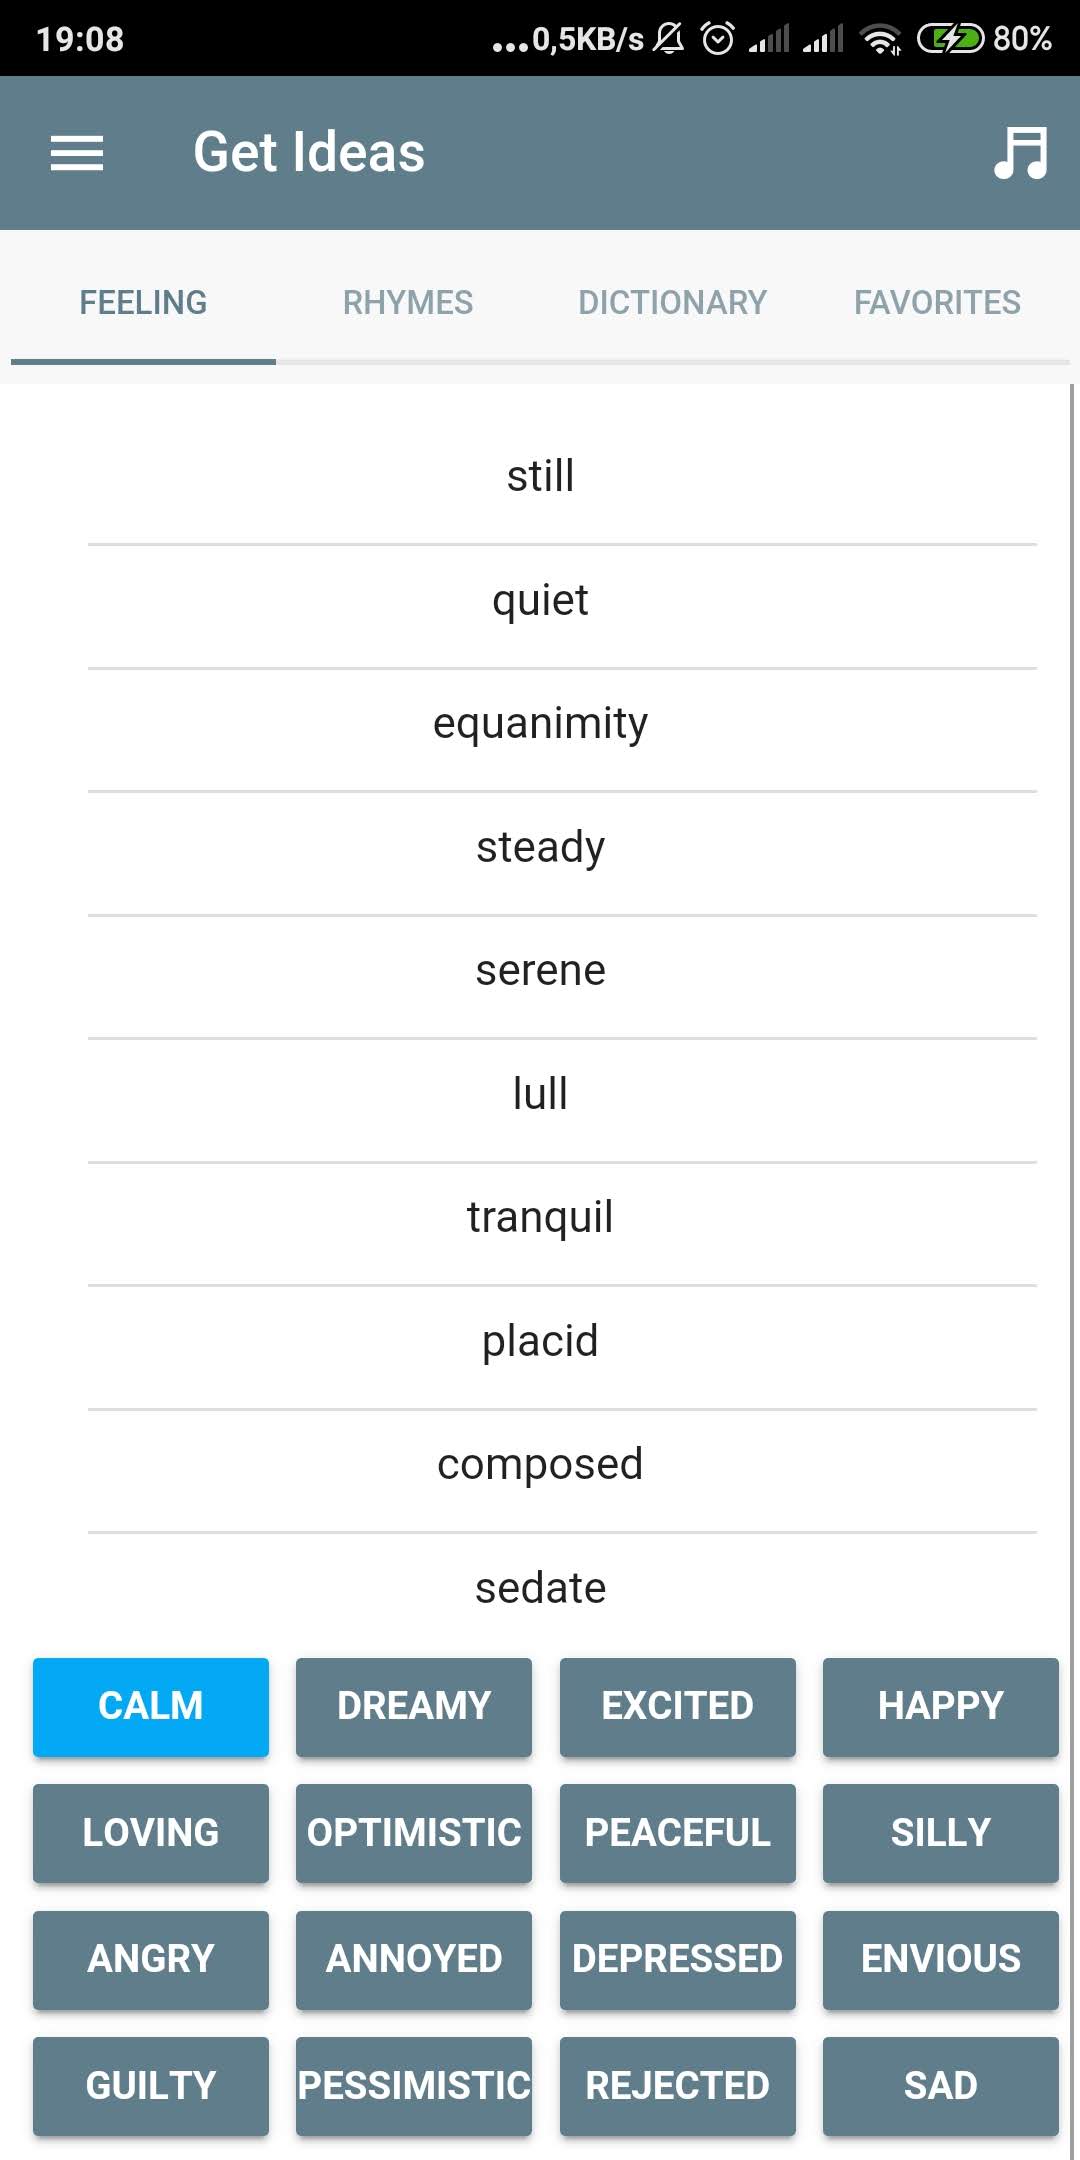 19:08 ...0,5KB/s 80%
Get Ideas
FEELING RHYMES DICTIONARY FAVORITES
still
quiet
equanimity
steady
serene
lull
tranquil
placid
composed
sedate
CALM DREAMY EXCITED HAPPY
LOVING OPTIMISTIC PEACEFUL SILLY
ANGRY ANNOYED DEPRESSED ENVIOUS
GUILTY PESSIMISTIC REJECTED SAD